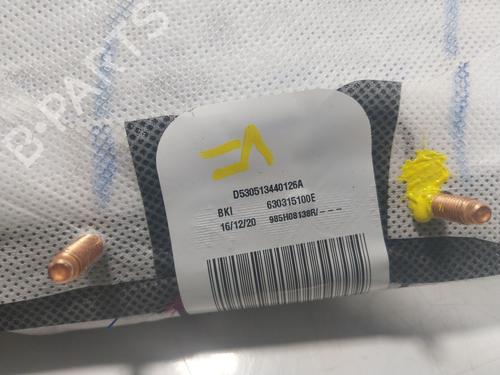 B-PARTS
D530513440126A
BKI 630315100E
16/12/20 985H08138R/----